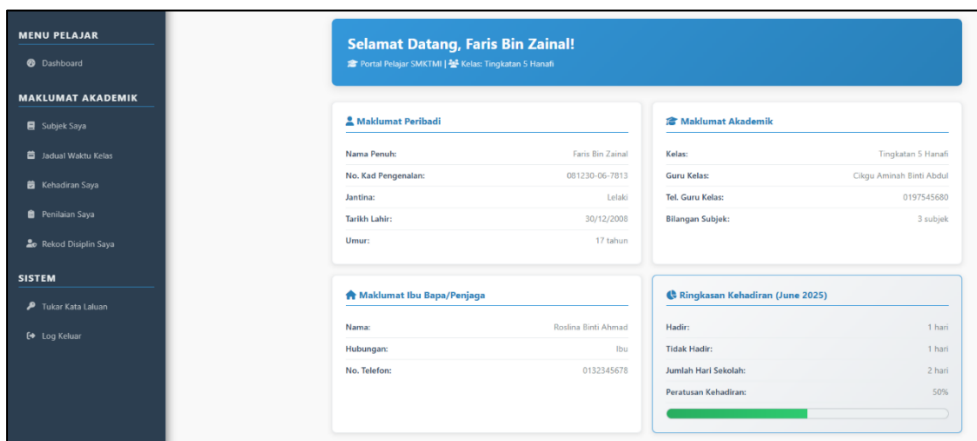 MENU PELAJAR
Dashboard
MAKLUMAT AKADEMIK
Subjek Saya
Jadual Waktu Kelas
Kehadiran Saya
Penilaian Saya
Rekod Disiplin Saya
SISTEM
Tukar Kata Laluan
Log Keluar
Selamat Datang, Faris Bin Zainal!
Portal Pelajar SMKTMI | Kelas: Tingkatan 5 Hanafi
Maklumat Peribadi
Nama Penuh: Faris Bin Zainal
No. Kad Pengenalan: 081230-06-7813
Jantina: Lelaki
Tarikh Lahir: 30/12/2008
Umur: 17 tahun
Maklumat Akademik
Kelas: Tingkatan 5 Hanafi
Guru Kelas: Cikgu Aminah Binti Abdul
Tel. Guru Kelas: 0197545680
Bilangan Subjek: 3 subjek
Maklumat Ibu Bapa/Penjaga
Nama: Roslina Binti Ahmad
Hubungan: Ibu
No. Telefon: 0132345678
Ringkasan Kehadiran (June 2025)
Hadir: 1 hari
Tidak Hadir: 1 hari
Jumlah Hari Sekolah: 2 hari
Peratusan Kehadiran: 50%